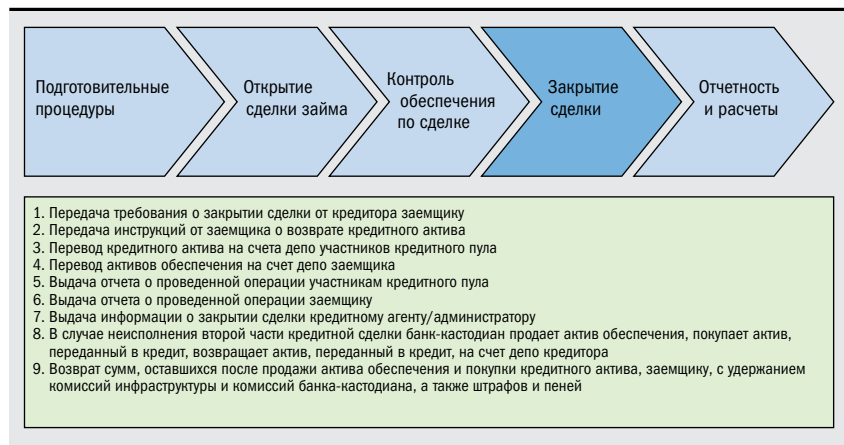 Подготовительные
процедуры
Открытие
сделки займа
Контроль
обеспечения
по сделке
Закрытие
сделки
Отчетность
и расчеты
1. Передача требования о закрытии сделки от кредитора заемщику
2. Передача инструкций от заемщика о возврате кредитного актива
3. Перевод кредитного актива на счета депо участников кредитного пула
4. Перевод активов обеспечения на счет депо заемщика
5. Выдача отчета о проведенной операции участникам кредитного пула
6. Выдача отчета о проведенной операции заемщику
7. Выдача информации о закрытии сделки кредитному агенту/администратору
8. В случае неисполнения второй части кредитной сделки банк-кастодиан продает актив обеспечения, покупает актив,
переданный в кредит, возвращает актив, переданный в кредит, на счет депо кредитора
9. Возврат сумм, оставшихся после продажи актива обеспечения и покупки кредитного актива, заемщику, с удержанием
комиссий инфраструктуры и комиссий банка-кастодиана, а также штрафов и пеней